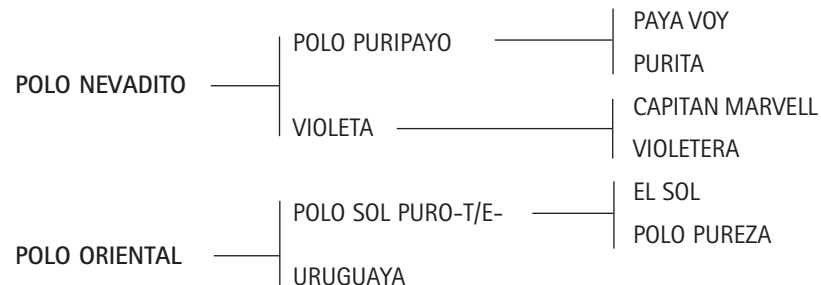 PAYA VOY
POLO PURIPAYO
PURITA
POLO NEVADITO
CAPITAN MARVELL
VIOLETA
VIOLETERA
EL SOL
POLO SOL PURO-T/E-
POLO PUREZA
POLO ORIENTAL
URUGUAYA